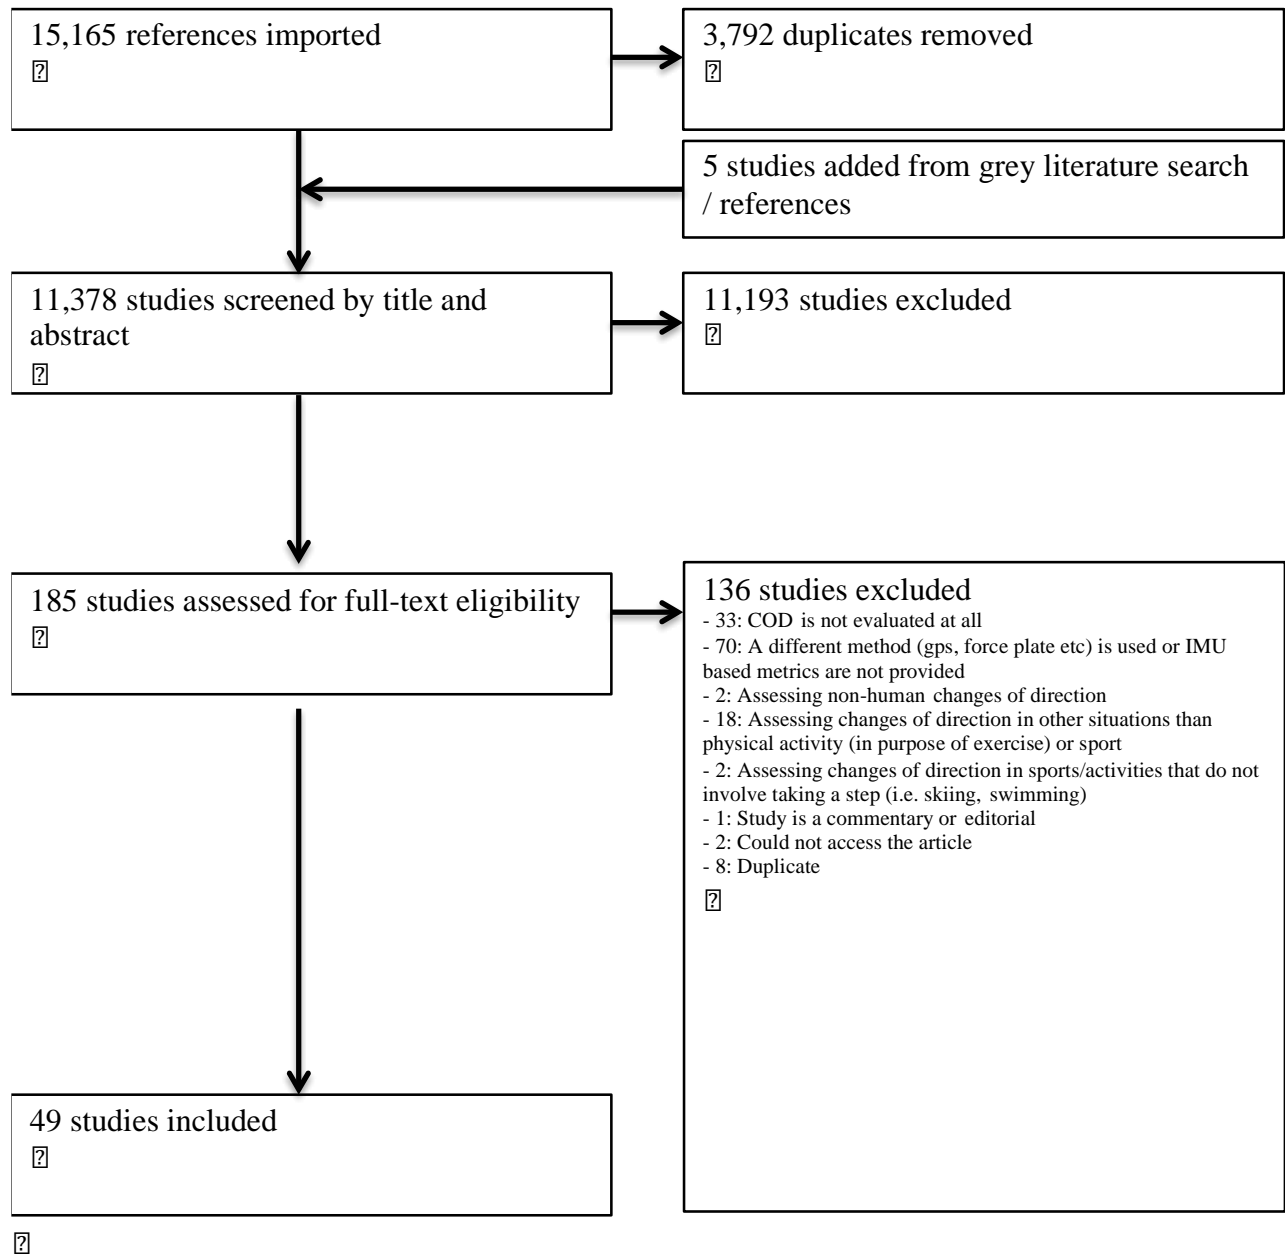 15,165 references imported
3,792 duplicates removed
5 studies added from grey literature search
/ references
11,378 studies screened by title and
abstract
11,193 studies excluded
185 studies assessed for full-text eligibility
136 studies excluded
- 33: COD is not evaluated at all
- 70: A different method (gps, force plate etc) is used or IMU
based metrics are not provided
- 2: Assessing non-human changes of direction
- 18: Assessing changes of direction in other situations than
physical activity (in purpose of exercise) or sport
- 2: Assessing changes of direction in sports/activities that do not
involve taking a step (i.e. skiing, swimming)
- 1: Study is a commentary or editorial
- 2: Could not access the article
- 8: Duplicate
49 studies included